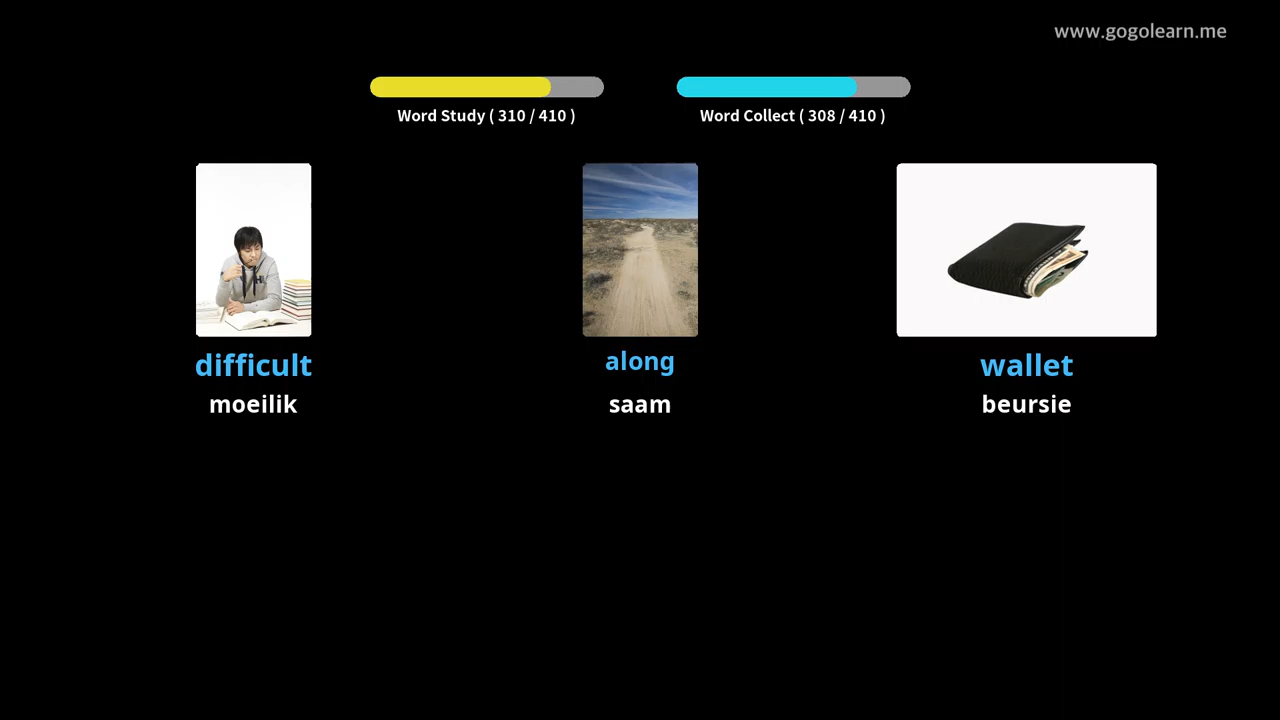 www.gogolearn.me
Word Study ( 310 / 410 )
Word Collect ( 308 / 410 )
difficult
along
wallet
moeilik
saam
beursie